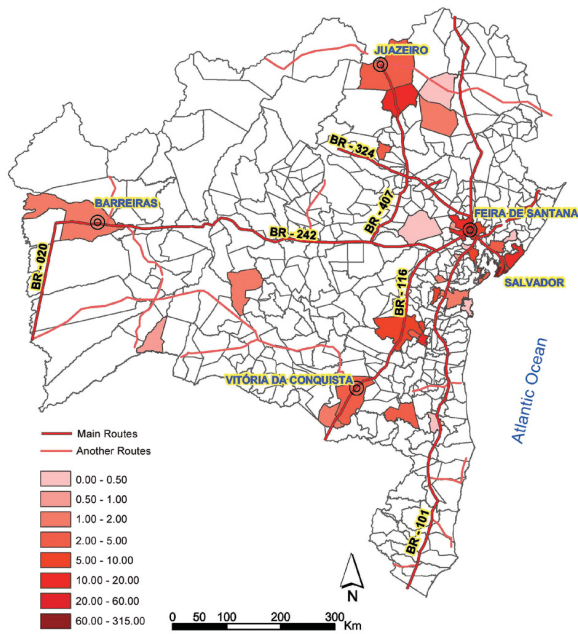 JUAZEIRO
BR - 324
BARREIRAS
BR - 407
FEIRA DE SANTANA
BR - 242
BR - 020
SALVADOR
BR - 116
VITÓRIA DA CONQUISTA
Atlantic Ocean
Main Routes
Another Routes
0.00 - 0.50
0.50 - 1.00
1.00 - 2.00
2.00 - 5.00
5.00 - 10.00
10.00 - 20.00
20.00 - 60.00
60.00 - 315.00
BR - 101
N
0 50 100 200 300
Km